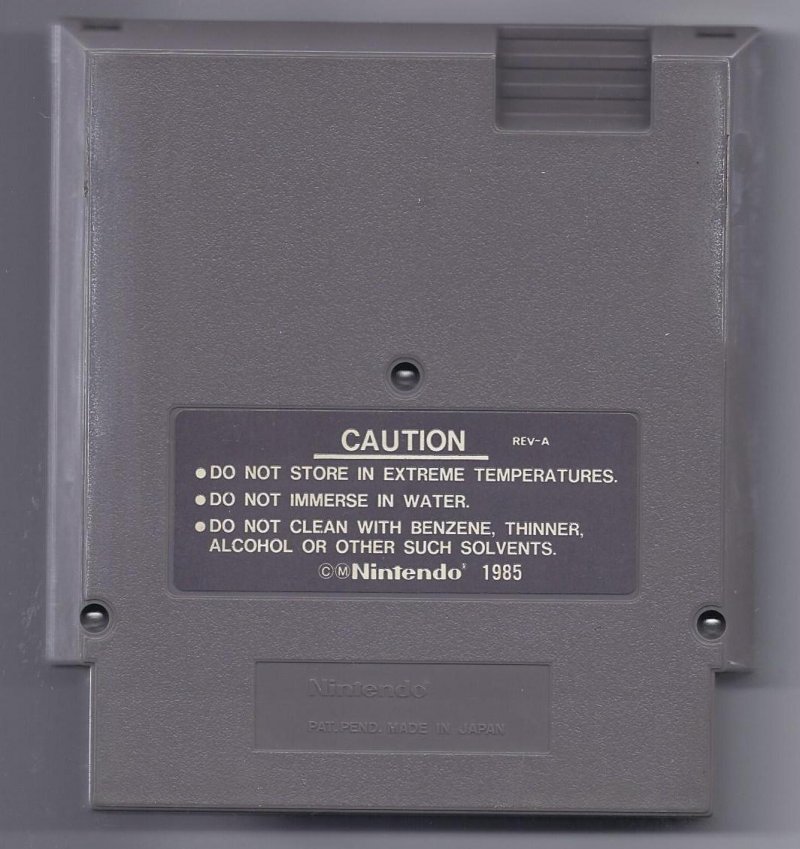 CAUTION REV-A
●DO NOT STORE IN EXTREME TEMPERATURES.
●DO NOT IMMERSE IN WATER.
●DO NOT CLEAN WITH BENZENE, THINNER,
ALCOHOL OR OTHER SUCH SOLVENTS.
ⒸⓂNintendo® 1985
Nintendo®
PAT. PEND. MADE IN JAPAN